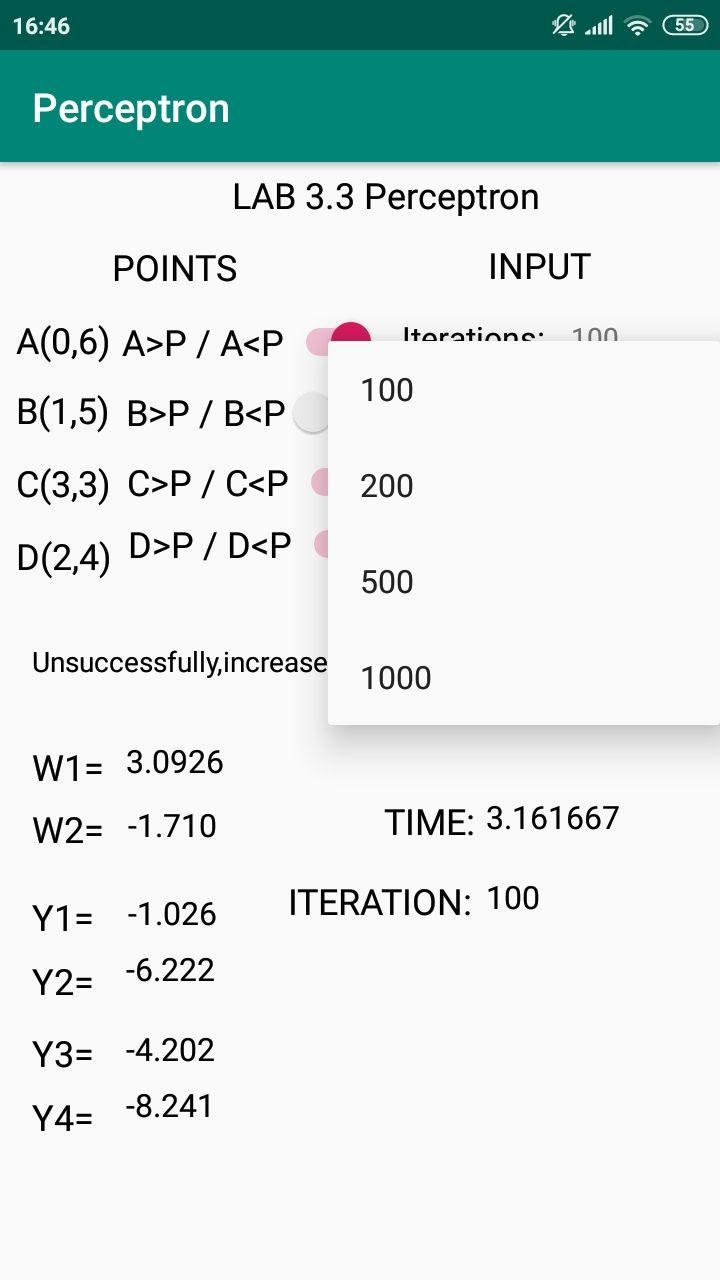 16:46
55
Perceptron
LAB 3.3 Perceptron
POINTS
INPUT
A(0,6) A>P / A<P
Iterations: 100
B(1,5) B>P / B<P
C(3,3) C>P / C<P
D(2,4) D>P / D<P
100
200
500
1000
Unsuccessfully,increase
W1= 3.0926
W2= -1.710
TIME: 3.161667
Y1= -1.026
ITERATION: 100
Y2= -6.222
Y3= -4.202
Y4= -8.241